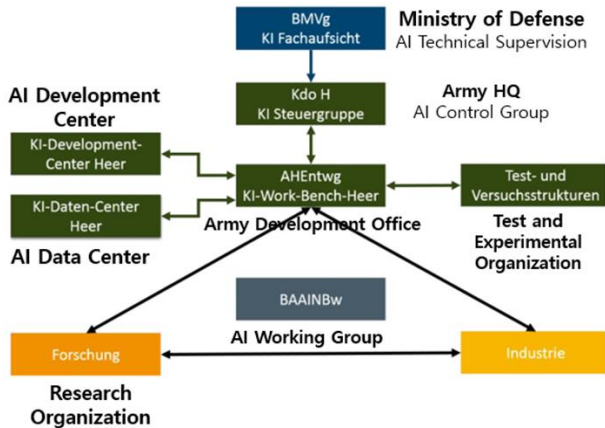 BMVg
KI Fachaufsicht
Ministry of Defense
AI Technical Supervision
AI Development
Center
Kdo H
KI Steuergruppe
Army HQ
AI Control Group
KI-Development-
Center Heer
AHEntwg
KI-Work-Bench-Heer
Test- und
Versuchsstrukturen
KI-Daten-Center
Heer
Army Development Office
Test and
Experimental
Organization
AI Data Center
BAAINBw
AI Working Group
Forschung
Industrie
Research
Organization